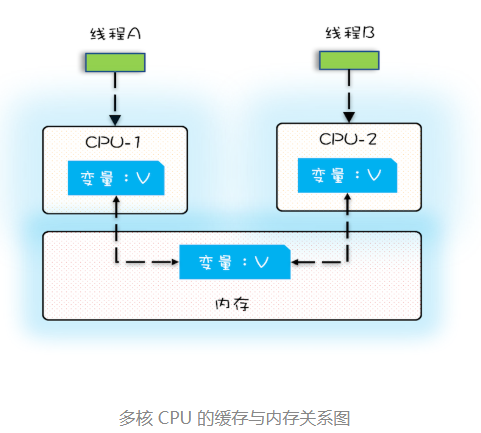 线程A
线程B
CPU-1
CPU-2
变量：V
变量：V
变量：V
内存
多核 CPU 的缓存与内存关系图